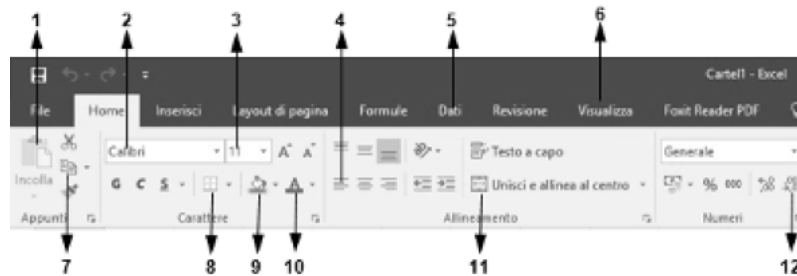 1 2 3 4 5 6
Cartel1 - Excel
File Home Inserisci Layout di pagina Formule Dati Revisione Visualizza Foxit Reader PDF
Calibri 11 A A Testo a capo Generale
Incolla G C S A Unisci e allinea al centro % 000
Appunti Carattere Allineamento Numeri
7 8 9 10 11 12